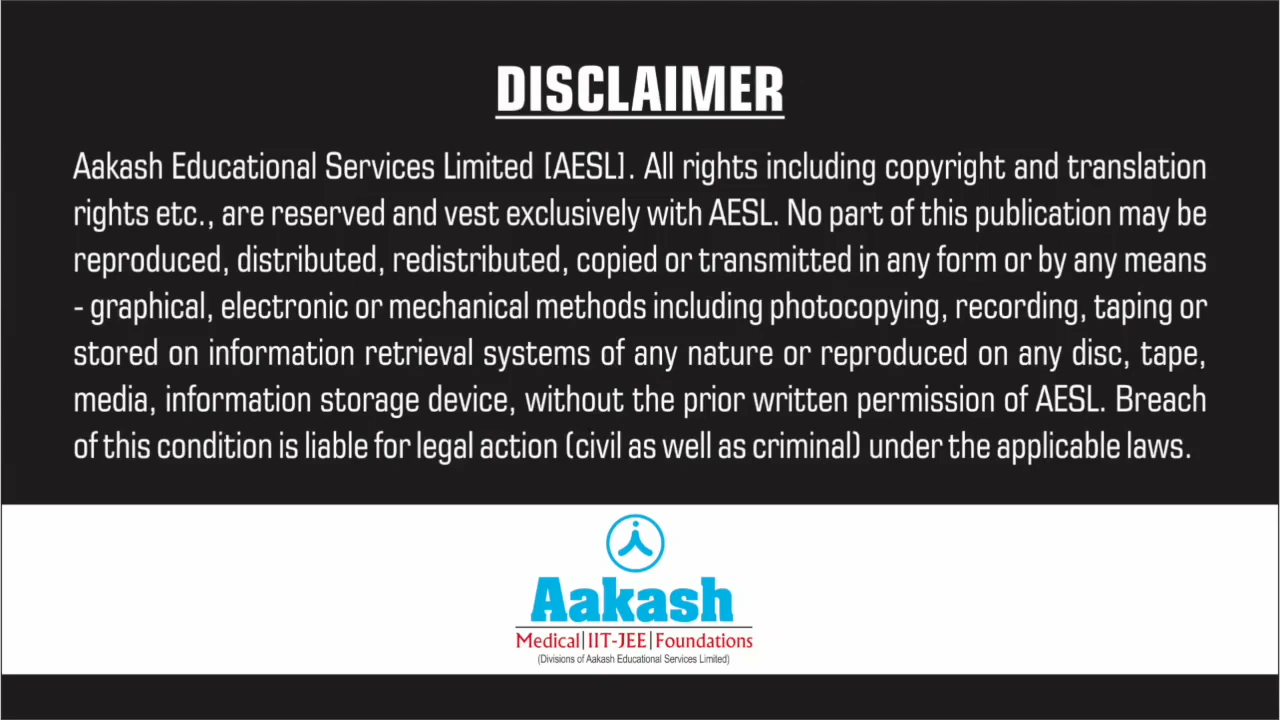 DISCLAIMER
Aakash Educational Services Limited [AESL]. All rights including copyright and translation
rights etc., are reserved and vest exclusively with AESL. No part of this publication may be
reproduced, distributed, redistributed, copied or transmitted in any form or by any means
- graphical, electronic or mechanical methods including photocopying, recording, taping or
stored on information retrieval systems of any nature or reproduced on any disc, tape,
media, information storage device, without the prior written permission of AESL. Breach
of this condition is liable for legal action (civil as well as criminal) under the applicable laws.
Aakash
Medical|IIT-JEE|Foundations
(Divisions of Aakash Educational Services Limited)